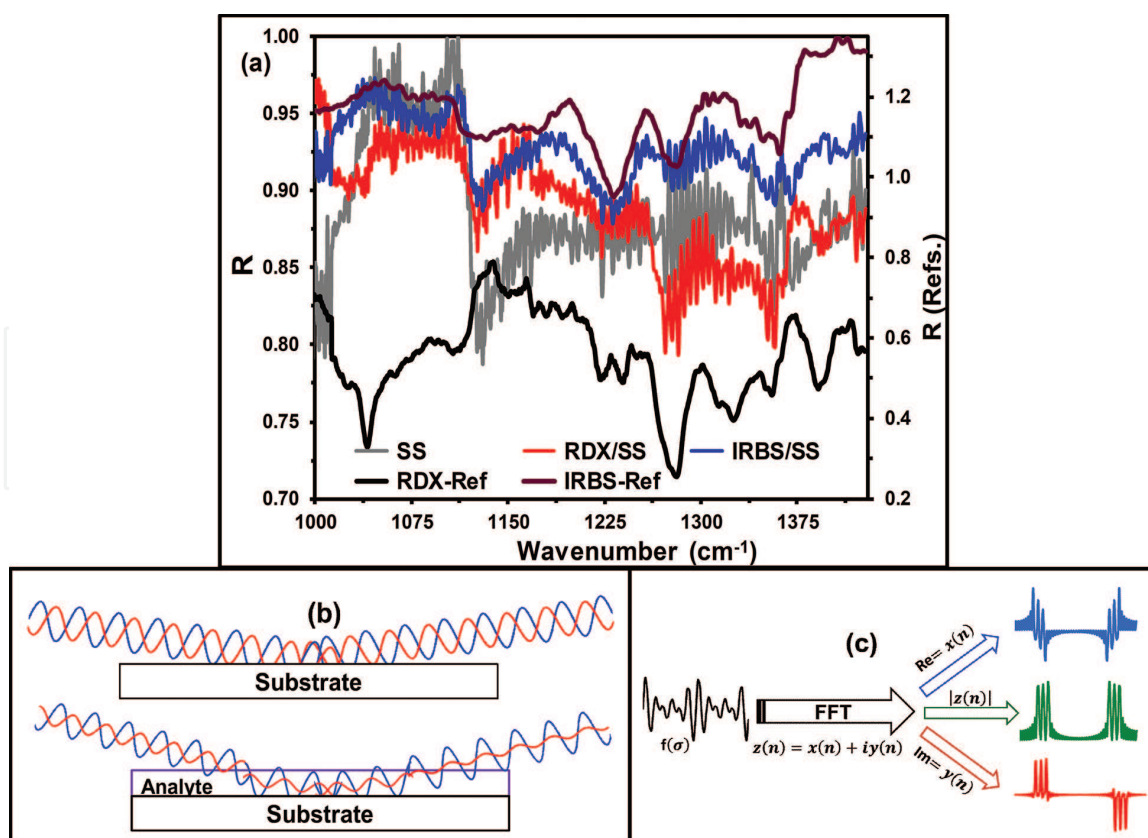 (a)
1.00
0.95
0.90
0.85
0.80
0.75
0.70
R
1.2
1.0
0.8
0.6
0.4
0.2
R (Refs.)
SS RDX/SS IRBS/SS
RDX-Ref IRBS-Ref
1000 1075 1150 1225 1300 1375
Wavenumber (cm⁻¹)
(b)
Substrate
Analyte
Substrate
(c)
Re= x(n)
|z(n)|
Im= y(n)
FFT
f(σ)
z(n) = x(n) + iy(n)